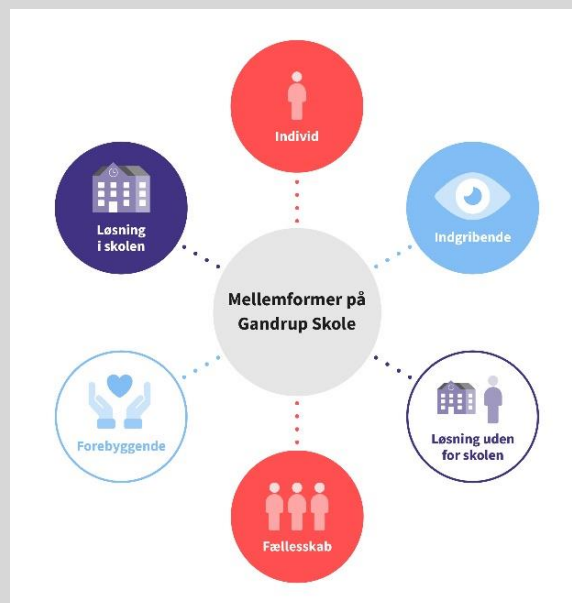 Individ
Løsning
i skolen
Indgribende
Mellemformer på
Gandrup Skole
Forebyggende
Løsning uden
for skolen
Fællesskab